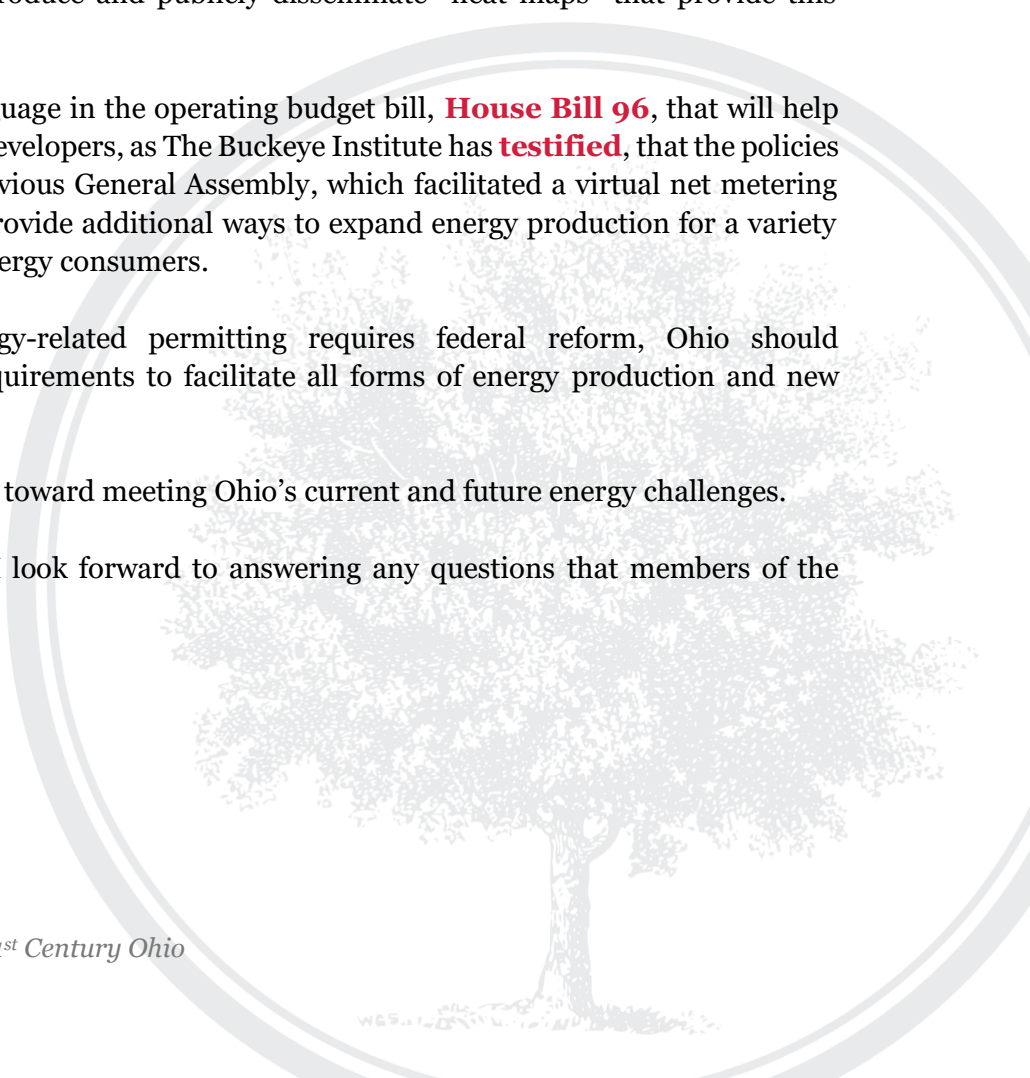 produce and publicly disseminate "heat maps" that provide this
guage in the operating budget bill, House Bill 96, that will help
evelopers, as The Buckeye Institute has testified, that the policies
vious General Assembly, which facilitated a virtual net metering
rovide additional ways to expand energy production for a variety
ergy consumers.
gy-related permitting requires federal reform, Ohio should
quirements to facilitate all forms of energy production and new
toward meeting Ohio's current and future energy challenges.
I look forward to answering any questions that members of the
st Century Ohio